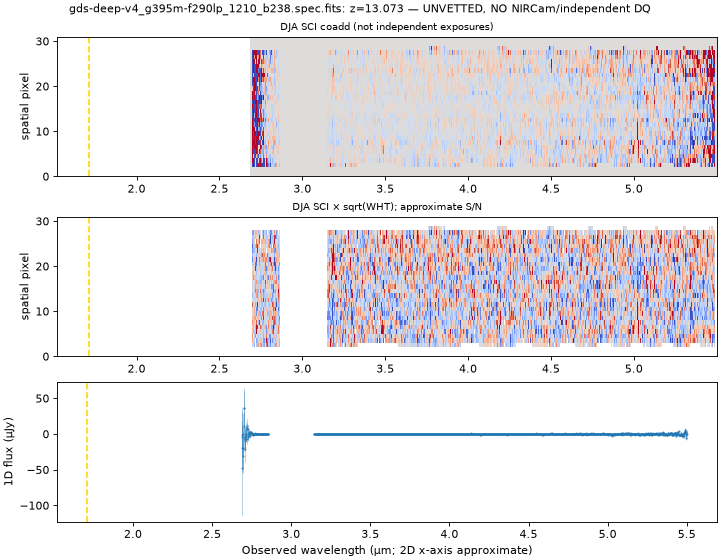 gds-deep-v4_g395m-f290lp_1210_b238.spec.fits: z=13.073 — UNVETTED, NO NIRCam/independent DQ
DJA SCI coadd (not independent exposures)
spatial pixel
30
20
10
0
2.0 2.5 3.0 3.5 4.0 4.5 5.0
DJA SCI × sqrt(WHT); approximate S/N
spatial pixel
30
20
10
0
2.0 2.5 3.0 3.5 4.0 4.5 5.0
1D flux (μJy)
50
0
−50
−100
2.0 2.5 3.0 3.5 4.0 4.5 5.0 5.5
Observed wavelength (μm; 2D x-axis approximate)